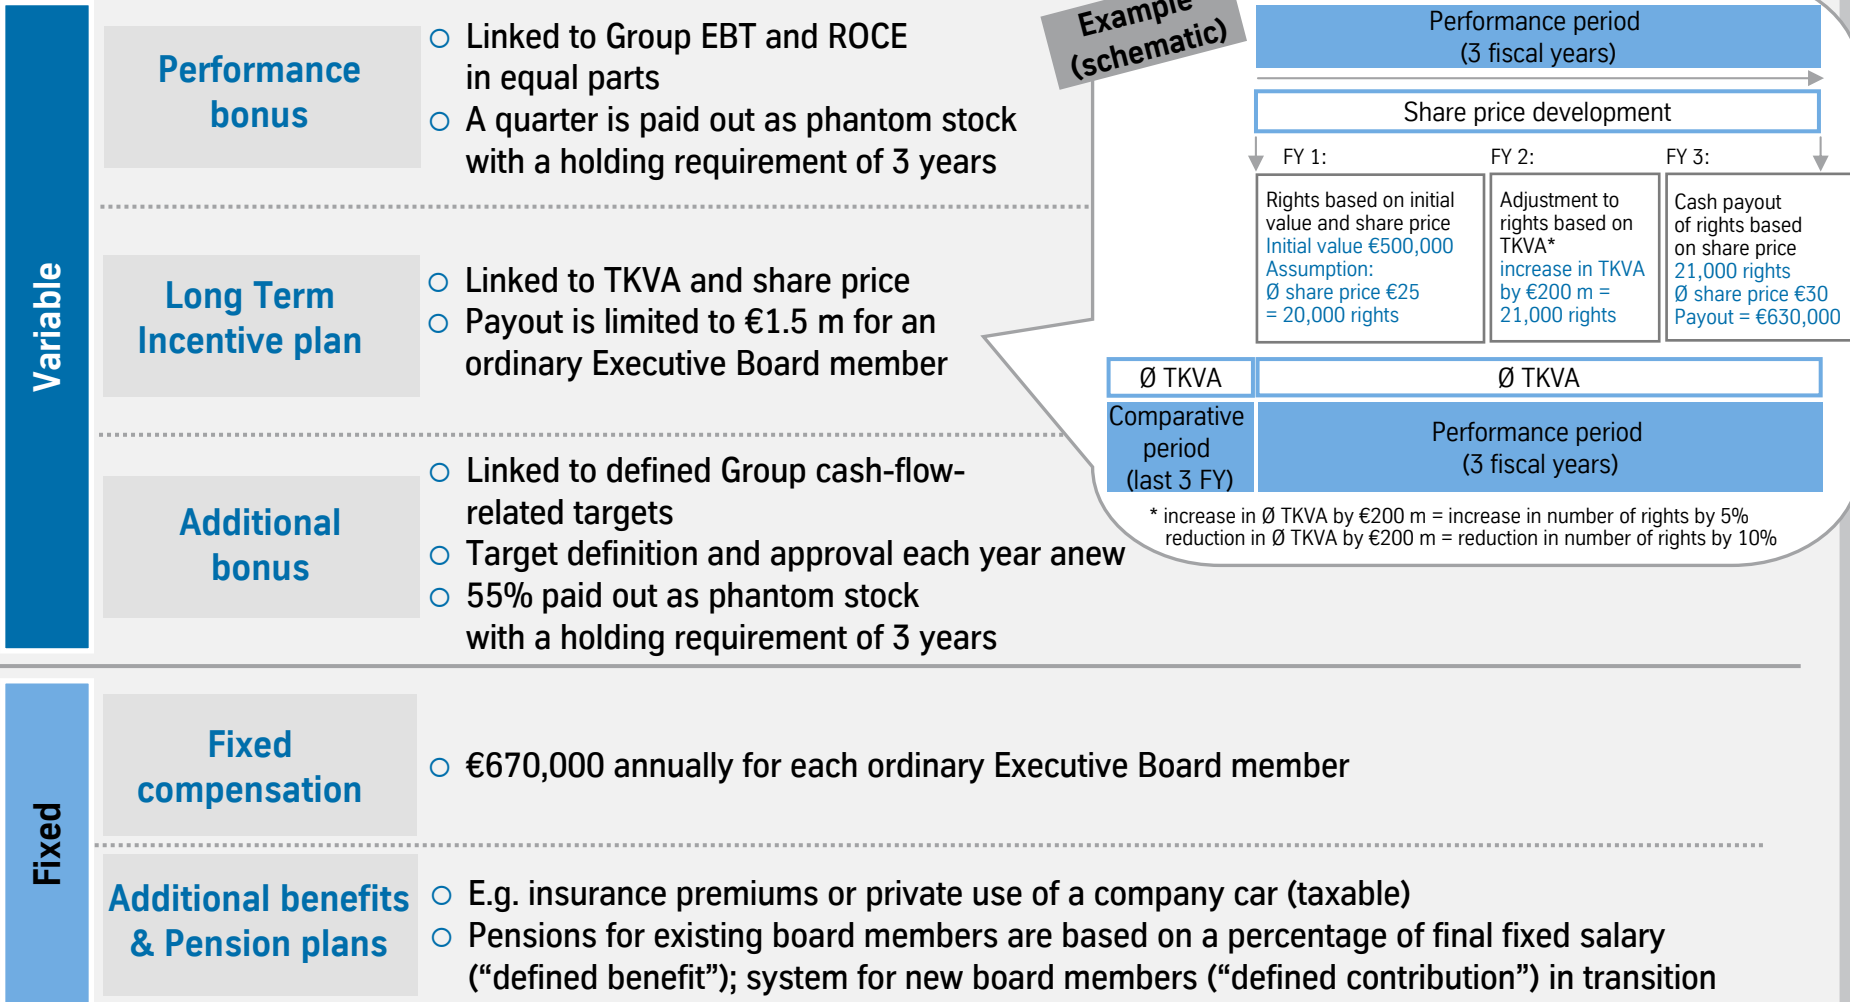 Variable
Performance
bonus
Linked to Group EBT and ROCE
in equal parts
A quarter is paid out as phantom stock
with a holding requirement of 3 years
Long Term
Incentive plan
Linked to TKVA and share price
Payout is limited to €1.5 m for an
ordinary Executive Board member
Additional
bonus
Linked to defined Group cash-flow-
related targets
Target definition and approval each year anew
55% paid out as phantom stock
with a holding requirement of 3 years
Example
(schematic)
Performance period
(3 fiscal years)
Share price development
FY 1:
Rights based on initial
value and share price
Initial value €500,000
Assumption:
Ø share price €25
= 20,000 rights
FY 2:
Adjustment to
rights based on
TKVA*
increase in TKVA
by €200 m =
21,000 rights
FY 3:
Cash payout
of rights based
on share price
21,000 rights
Ø share price €30
Payout = €630,000
Ø TKVA
Ø TKVA
Comparative
period
(last 3 FY)
Performance period
(3 fiscal years)
* increase in Ø TKVA by €200 m = increase in number of rights by 5%
reduction in Ø TKVA by €200 m = reduction in number of rights by 10%
Fixed
Fixed
compensation
€670,000 annually for each ordinary Executive Board member
Additional benefits
& Pension plans
E.g. insurance premiums or private use of a company car (taxable)
Pensions for existing board members are based on a percentage of final fixed salary
(“defined benefit”); system for new board members (“defined contribution”) in transition